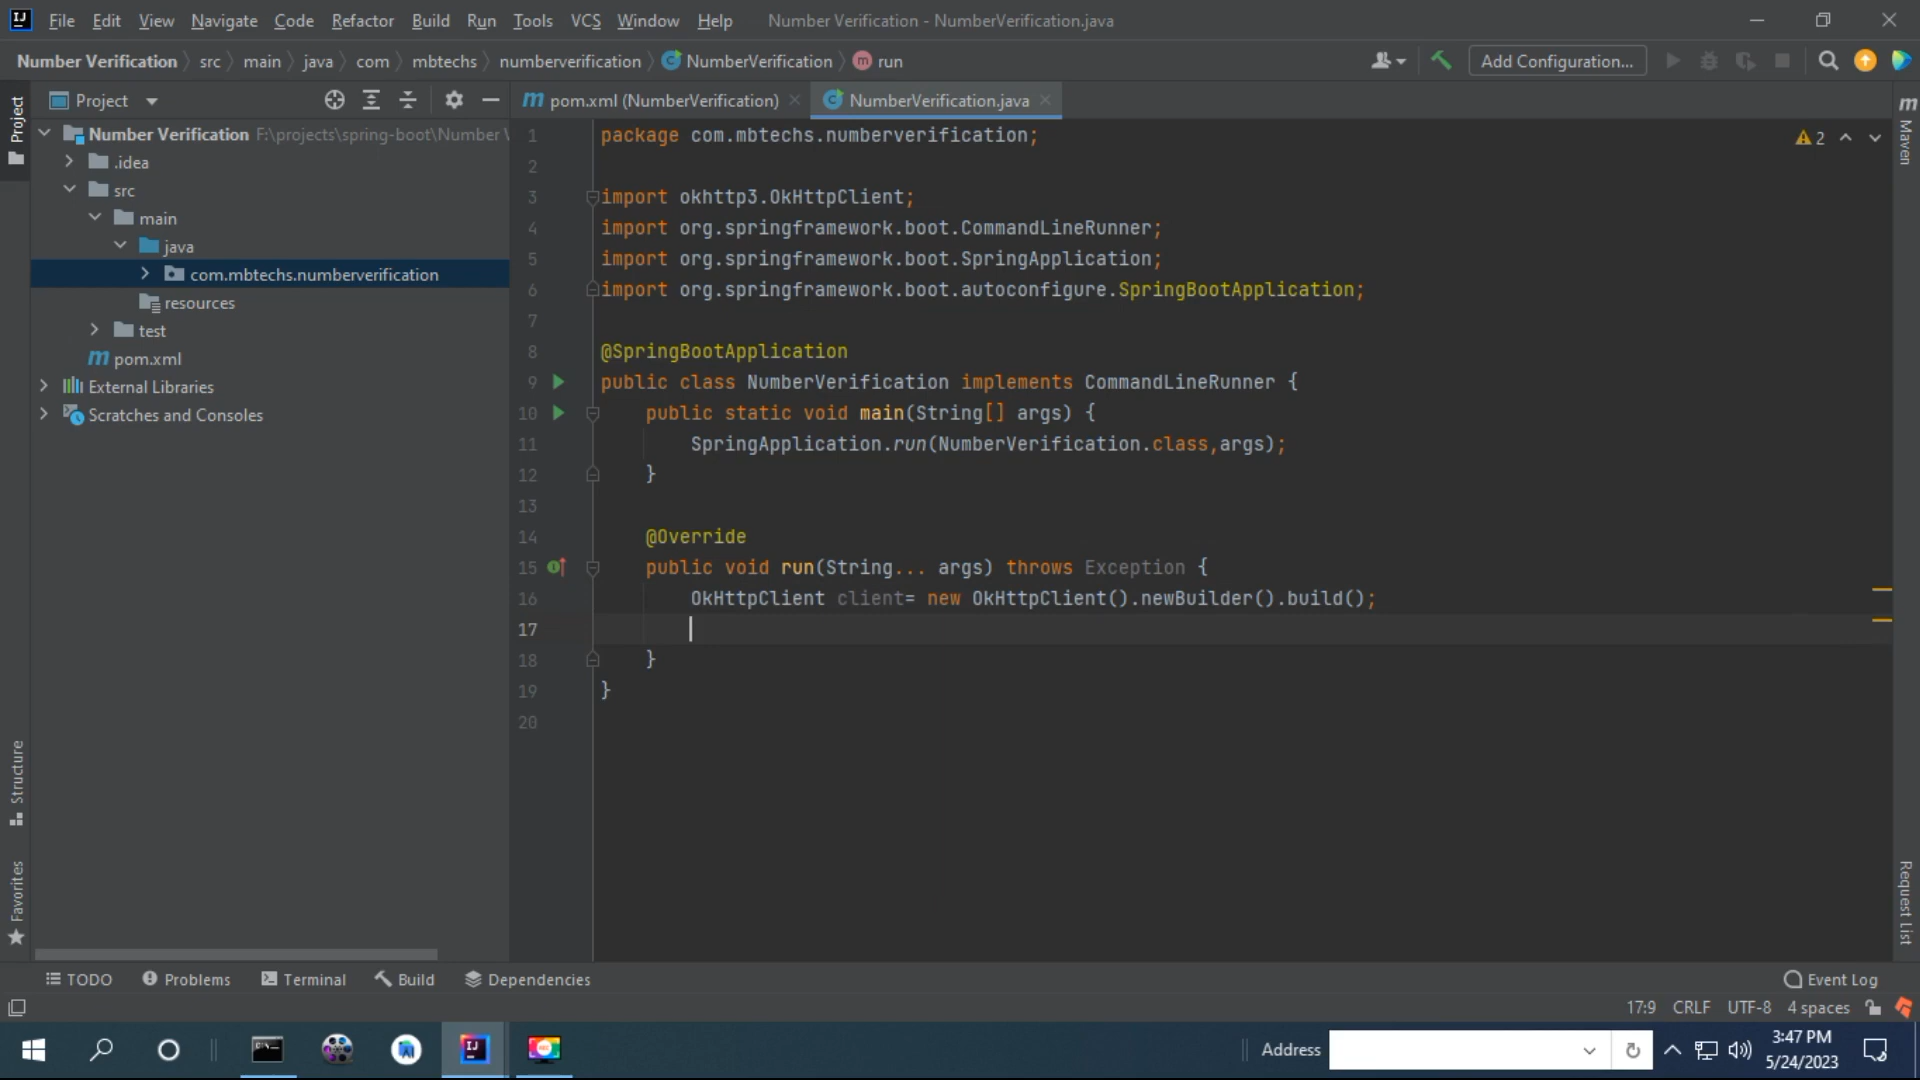 IJ File Edit View Navigate Code Refactor Build Run Tools VCS Window Help Number Verification - NumberVerification.java
Number Verification src main java com mbtechs numberverification NumberVerification m run Add Configuration...
Project
m pom.xml (NumberVerification)
NumberVerification.java
Number Verification F:\projects\spring-boot\Number
.idea
src
main
java
com.mbtechs.numberverification
resources
test
m pom.xml
External Libraries
Scratches and Consoles
1 package com.mbtechs.numberverification;
2
3 import okhttp3.OkHttpClient;
4 import org.springframework.boot.CommandLineRunner;
5 import org.springframework.boot.SpringApplication;
6 import org.springframework.boot.autoconfigure.SpringBootApplication;
7
8 @SpringBootApplication
9 public class NumberVerification implements CommandLineRunner {
10 public static void main(String[] args) {
11 SpringApplication.run(NumberVerification.class,args);
12 }
13
14 @Override
15 public void run(String... args) throws Exception {
16 OkHttpClient client= new OkHttpClient().newBuilder().build();
17
18 }
19 }
20
2
Project
Structure
Favorites
m Maven
Request List
TODO Problems Terminal Build Dependencies Event Log
17:9 CRLF UTF-8 4 spaces
Address
3:47 PM
5/24/2023